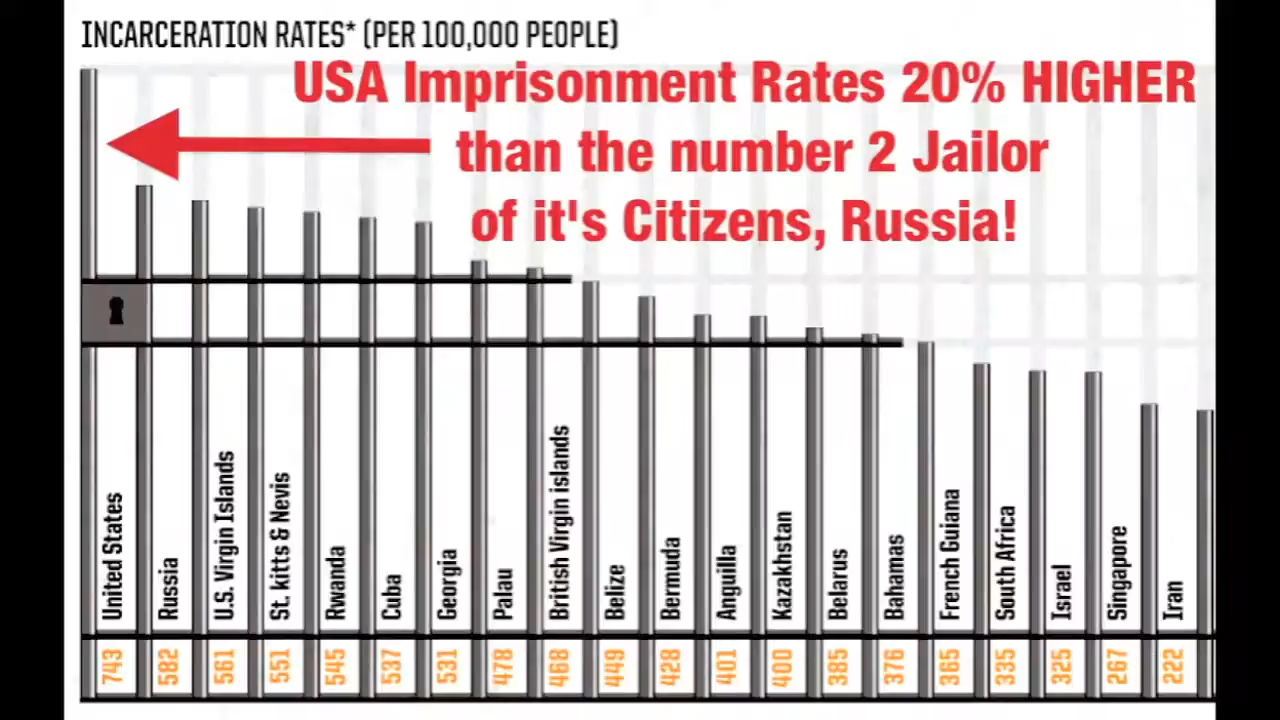 INCARCERATION RATES* (PER 100,000 PEOPLE)
USA Imprisonment Rates 20% HIGHER
than the number 2 Jailor
of it's Citizens, Russia!
United States
Russia
U.S. Virgin Islands
St. kitts & Nevis
Rwanda
Cuba
Georgia
Palau
British Virgin islands
Belize
Bermuda
Anguilla
Kazakhstan
Belarus
Bahamas
French Guiana
South Africa
Israel
Singapore
Iran
743
582
561
551
545
537
531
478
468
449
428
401
400
385
376
365
335
325
267
222